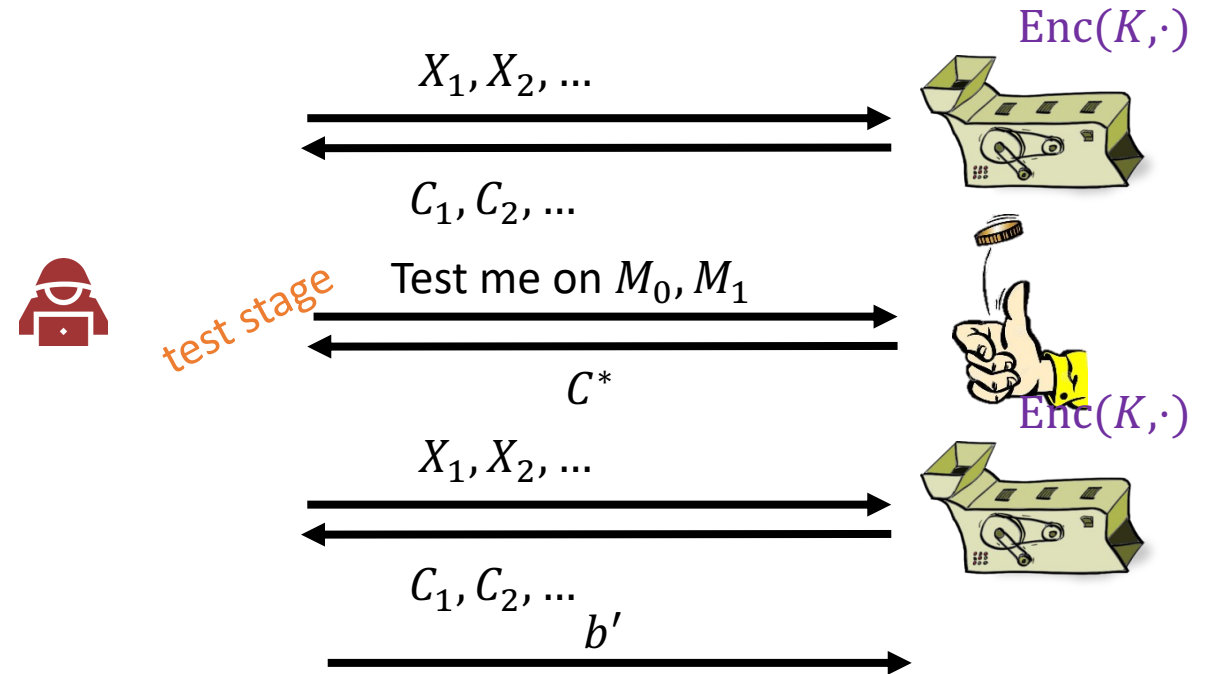 Enc(K,·)
X₁, X₂, …
C₁, C₂, …
test stage
Test me on M₀, M₁
C*
Enc(K,·)
X₁, X₂, …
C₁, C₂, …
b′